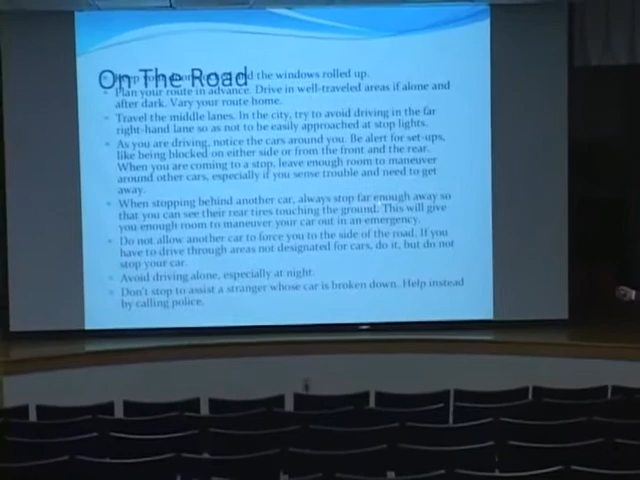 On The Road
the windows rolled up.
Plan your route in advance. Drive in well-traveled areas if alone and
after dark. Vary your route home.
Travel the middle lanes. In the city, try to avoid driving in the far
right-hand lane so as not to be easily approached at stop lights.
As you are driving, notice the cars around you. Be alert for set-ups,
like being blocked on either side or from the front and the rear.
When you are coming to a stop, leave enough room to maneuver
around other cars, especially if you sense trouble and need to get
away.
When stopping behind another car, always stop far enough away so
that you can see their rear tires touching the ground. This will give
you enough room to maneuver your car out in an emergency.
Do not allow another car to force you to the side of the road. If you
have to drive through areas not designated for cars, do it, but do not
stop your car.
Avoid driving alone, especially at night.
Don't stop to assist a stranger whose car is broken down. Help instead
by calling police.